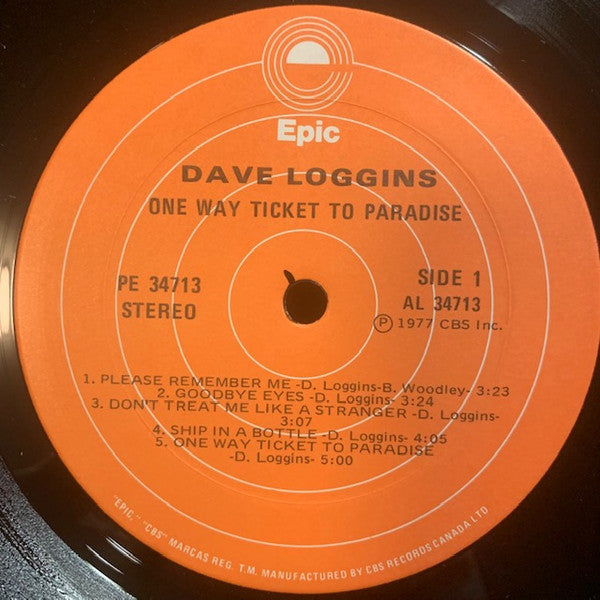 Epic
DAVE LOGGINS
ONE WAY TICKET TO PARADISE
PE 34713
STEREO
SIDE 1
AL 34713
Ⓟ 1977 CBS Inc.
1. PLEASE REMEMBER ME -D. Loggins-B. Woodley- 3:23
2. GOODBYE EYES -D. Loggins- 3:24
3. DON'T TREAT ME LIKE A STRANGER -D. Loggins-
3:07
4. SHIP IN A BOTTLE -D. Loggins- 4:05
5. ONE WAY TICKET TO PARADISE
-D. Loggins- 5:00
"EPIC," "CBS" MARCAS REG. T.M. MANUFACTURED BY CBS RECORDS CANADA LTD